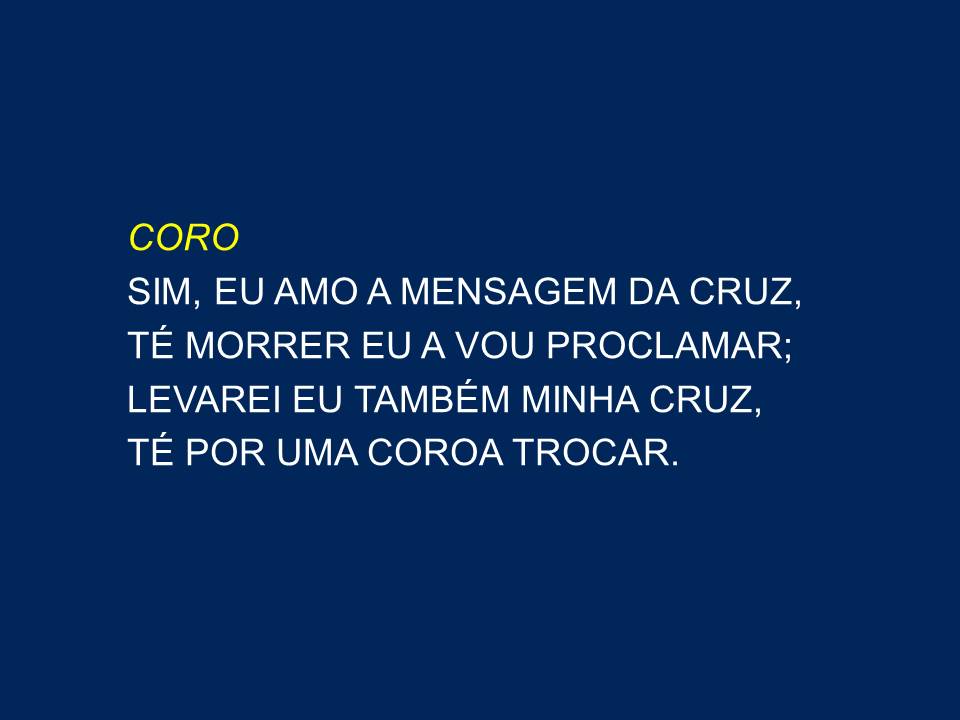 CORO
SIM, EU AMO A MENSAGEM DA CRUZ,
TÉ MORRER EU A VOU PROCLAMAR;
LEVAREI EU TAMBÉM MINHA CRUZ,
TÉ POR UMA COROA TROCAR.